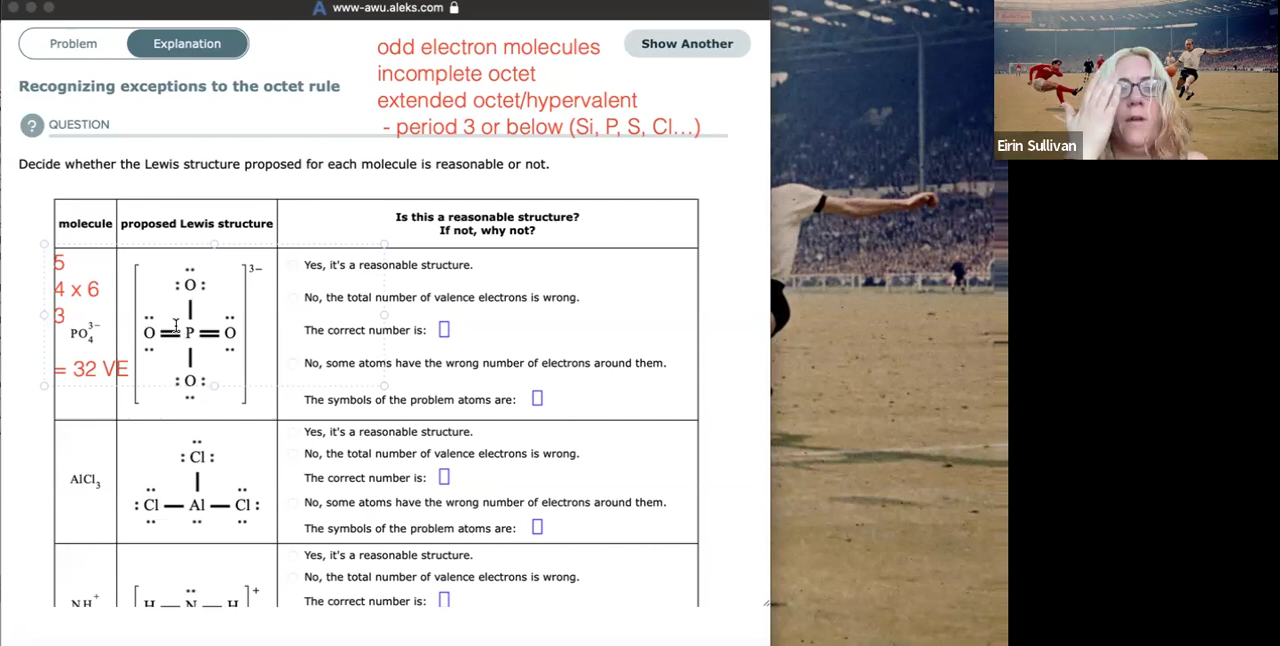 www-awu.aleks.com
Problem
Explanation
Show Another
odd electron molecules
incomplete octet
extended octet/hypervalent
- period 3 or below (Si, P, S, Cl...)
Recognizing exceptions to the octet rule
? QUESTION
Decide whether the Lewis structure proposed for each molecule is reasonable or not.
molecule
proposed Lewis structure
Is this a reasonable structure?
If not, why not?
5
4 x 6
3
PO₄³⁻
= 32 VE
3−
: O :
O = P = O
: O :
Yes, it's a reasonable structure.
No, the total number of valence electrons is wrong.
The correct number is:
No, some atoms have the wrong number of electrons around them.
The symbols of the problem atoms are:
AlCl₃
: Cl :
: Cl — Al — Cl :
Yes, it's a reasonable structure.
No, the total number of valence electrons is wrong.
The correct number is:
No, some atoms have the wrong number of electrons around them.
The symbols of the problem atoms are:
NH +
[ H — N — H ] +
Yes, it's a reasonable structure.
No, the total number of valence electrons is wrong.
The correct number is:
Eirin Sullivan